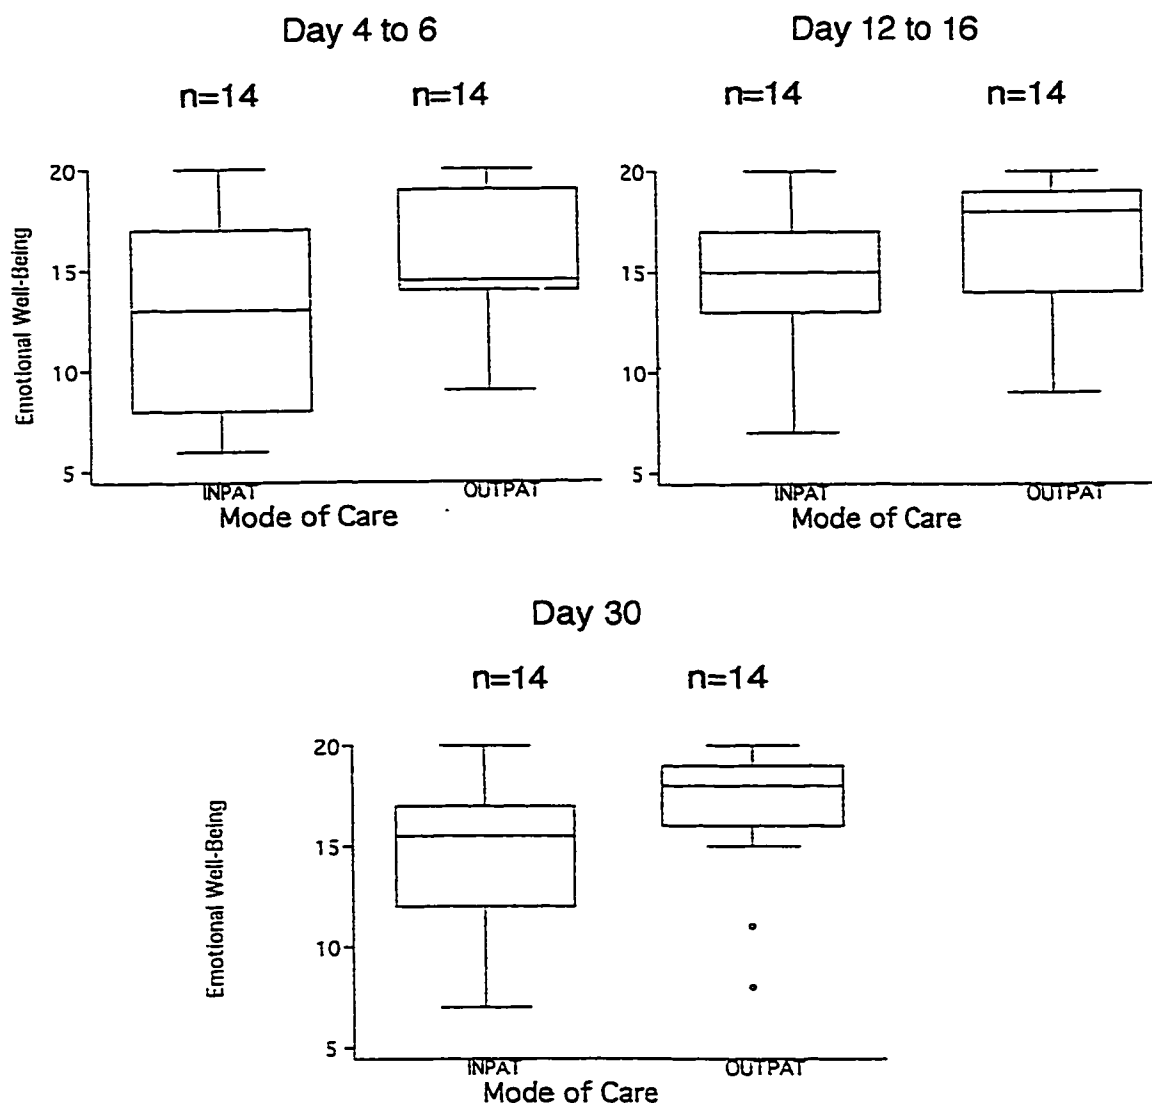 Day 4 to 6
Day 12 to 16
n=14
n=14
n=14
n=14
Emotional Well-Being
20
15
10
5
INPAT
OUTPAT
Mode of Care
20
15
10
5
INPAT
OUTPAT
Mode of Care
Day 30
n=14
n=14
Emotional Well-Being
20
15
10
5
INPAT
OUTPAT
Mode of Care